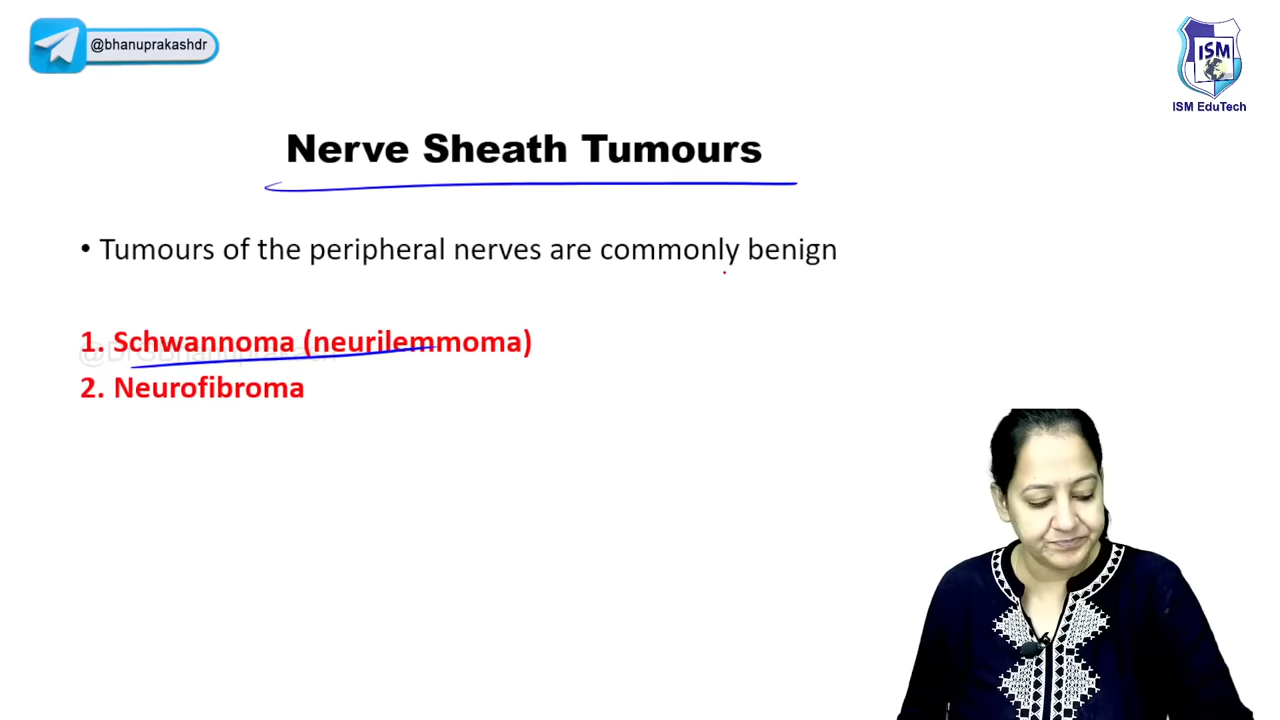 @bhanuprakashdr
ISM
ISM EduTech
Nerve Sheath Tumours
• Tumours of the peripheral nerves are commonly benign
1. Schwannoma (neurilemmoma)
@DrGBhanuprakash
2. Neurofibroma